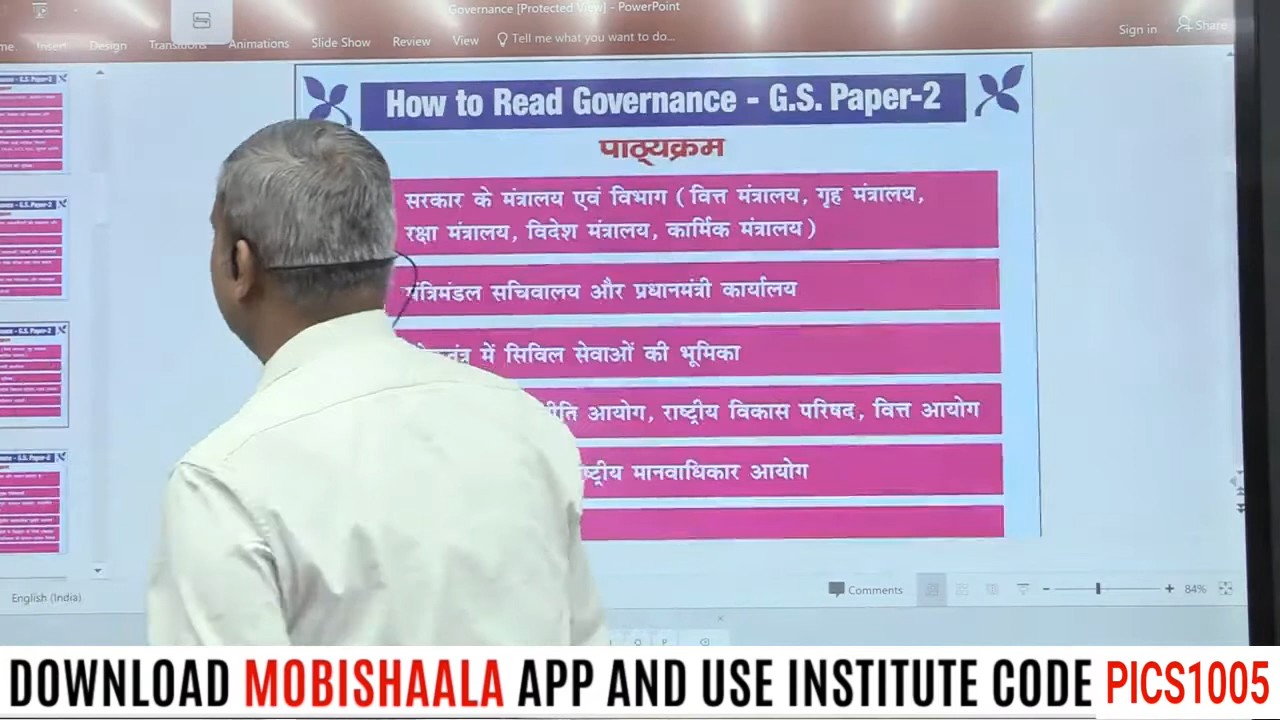 Governance [Protected View] - PowerPoint
Insert Design Transitions Animations Slide Show Review View Tell me what you want to do... Sign in Share
How to Read Governance - G.S. Paper-2
पाठ्यक्रम
सरकार के मंत्रालय एवं विभाग (वित्त मंत्रालय, गृह मंत्रालय,
रक्षा मंत्रालय, विदेश मंत्रालय, कार्मिक मंत्रालय)
मंत्रिमंडल सचिवालय और प्रधानमंत्री कार्यालय
में सिविल सेवाओं की भूमिका
नीति आयोग, राष्ट्रीय विकास परिषद, वित्त आयोग
राष्ट्रीय मानवाधिकार आयोग
English (India)
Comments 84%
DOWNLOAD MOBISHAALA APP AND USE INSTITUTE CODE PICS1005